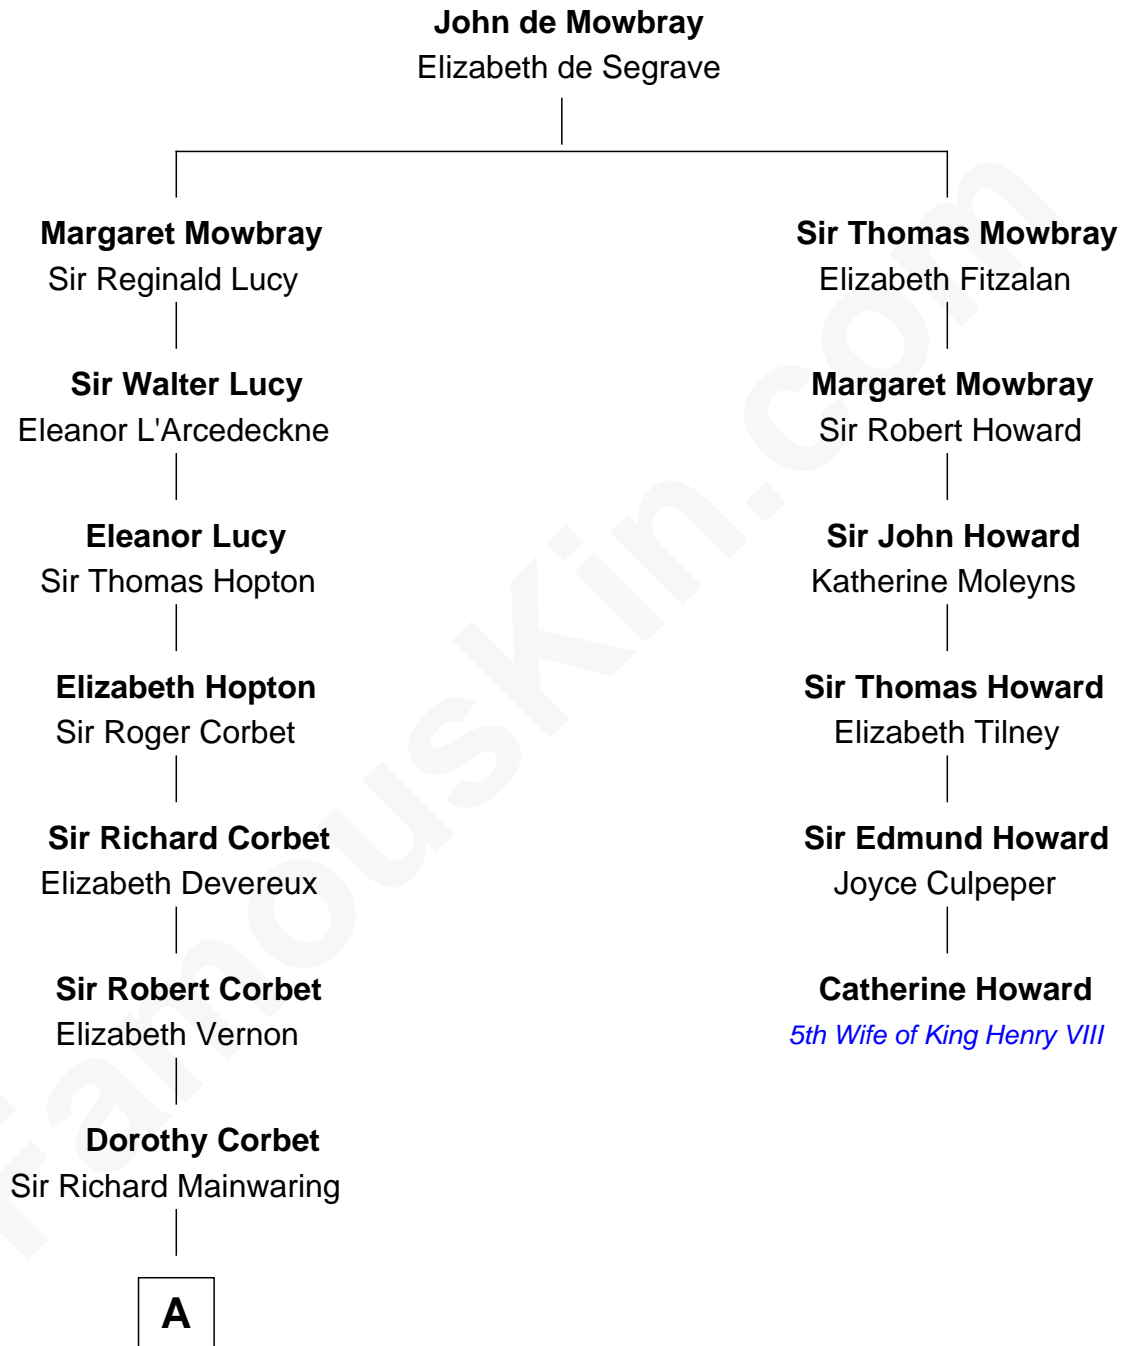 John de Mowbray
Elizabeth de Segrave
Margaret Mowbray
Sir Reginald Lucy
Sir Thomas Mowbray
Elizabeth Fitzalan
Sir Walter Lucy
Eleanor L'Arcedeckne
Margaret Mowbray
Sir Robert Howard
Eleanor Lucy
Sir Thomas Hopton
Sir John Howard
Katherine Moleyns
Elizabeth Hopton
Sir Roger Corbet
Sir Thomas Howard
Elizabeth Tilney
Sir Richard Corbet
Elizabeth Devereux
Sir Edmund Howard
Joyce Culpeper
Sir Robert Corbet
Elizabeth Vernon
Catherine Howard
5th Wife of King Henry VIII
Dorothy Corbet
Sir Richard Mainwaring
A
FamousKin.com